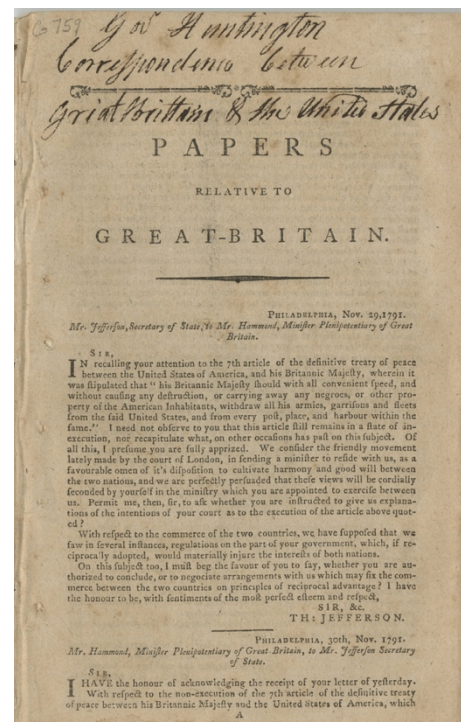 G 759
Gov Huntington
Correspondence between
Great Brittain & the United States
PAPERS
RELATIVE TO
GREAT-BRITAIN.
PHILADELPHIA, Nov. 29, 1791.
Mr. Jefferson, Secretary of State, to Mr. Hammond, Minister Plenipotentiary of Great
Britain.
SIR,
IN recalling your attention to the 7th article of the definitive treaty of peace
between the United States of America, and his Britannic Majesty, wherein it
was stipulated that “ his Britannic Majesty should with all convenient speed, and
without causing any destruction, or carrying away any negroes, or other pro-
perty of the American Inhabitants, withdraw all his armies, garrisons and fleets
from the said United States, and from every post, place, and harbour within the
same.” I need not observe to you that this article still remains in a state of in-
execution, nor recapitulate what, on other occasions has past on this subject. Of
all this, I presume you are fully apprized. We consider the friendly movement
lately made by the court of London, in sending a minister to reside with us, as a
favourable omen of it's disposition to cultivate harmony and good will between
the two nations, and we are perfectly persuaded that these views will be cordially
seconded by yourself in the ministry which you are appointed to exercise between
us. Permit me, then, sir, to ask whether you are instructed to give us explana-
tions of the intentions of your court as to the execution of the article above quot-
ed ?
With respect to the commerce of the two countries, we have supposed that we
saw in several instances, regulations on the part of your government, which, if re-
ciprocally adopted, would materially injure the interests of both nations.
On this subject too, I must beg the favour of you to say, whether you are au-
thorized to conclude, or to negociate arrangements with us which may fix the com-
merce between the two countries on principles of reciprocal advantage ? I have
the honour to be, with sentiments of the most perfect esteem and respect,
SIR, &c.
TH: JEFFERSON.
PHILADELPHIA, 30th, Nov. 1791.
Mr. Hammond, Minister Plenipotentiary of Great Britain, to Mr. Jefferson Secretary
of State.
SIR,
I HAVE the honour of acknowledging the receipt of your letter of yesterday.
With respect to the non-execution of the 7th article of the definitive treaty
of peace between his Britannic Majesty and the United States of America, which
A